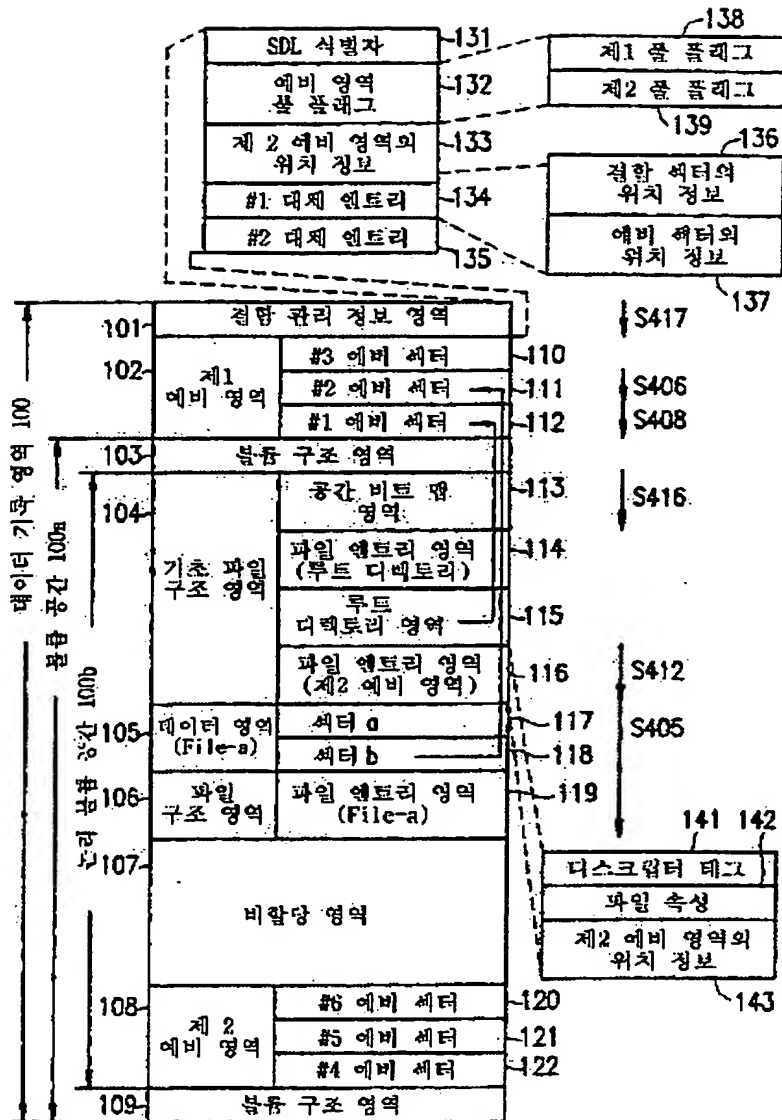 SDL 식별자
131
예비 영역
풀 플래그
132
제 2 예비 영역의
위치 정보
133
#1 대체 엔트리
134
#2 대체 엔트리
135
138
제1 풀 플래그
제2 풀 플래그
139
136
결함 섹터의
위치 정보
예비 섹터의
위치 정보
137
데이터 기록 영역 100
볼륨 공간 100a
논리 볼륨 공간 100b
101
결함 관리 정보 영역
S417
102
제1
예비 영역
#3 예비 섹터
110
#2 예비 섹터
111
S406
#1 예비 섹터
112
S408
103
볼륨 구조 영역
104
기초 파일
구조 영역
공간 비트 맵
영역
113
S416
파일 엔트리 영역
(루트 디렉토리)
114
루트
디렉토리 영역
115
파일 엔트리 영역
(제2 예비 영역)
116
S412
105
데이터 영역
(File-a)
섹터 a
117
S405
섹터 b
118
106
파일
구조 영역
파일 엔트리 영역
(File-a)
119
107
비할당 영역
141
142
디스크립터 태그
파일 속성
제2 예비 영역의
위치 정보
143
108
제 2
예비 영역
#6 예비 섹터
120
#5 예비 섹터
121
#4 예비 섹터
122
109
볼륨 구조 영역